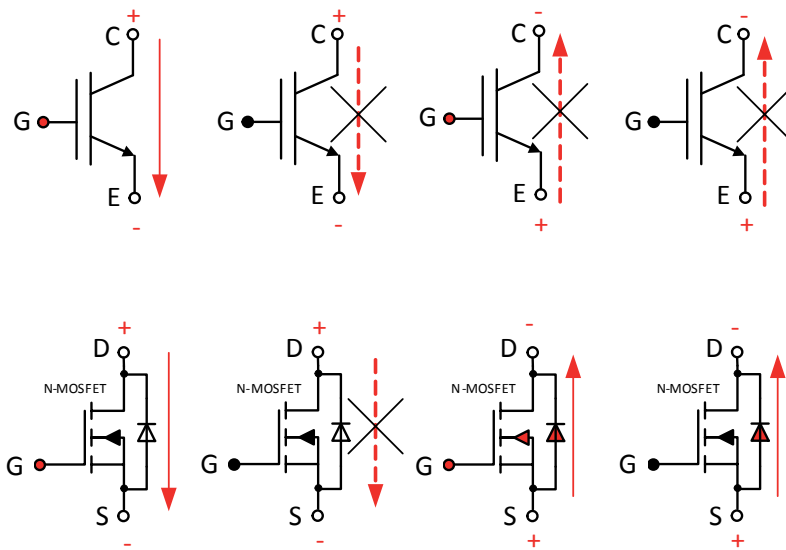 + + - -
C C C C
G G G G
E E E E
- - + +
+ + - -
D D D D
N-MOSFET N-MOSFET N-MOSFET N-MOSFET
G G G G
S S S S
- - + +